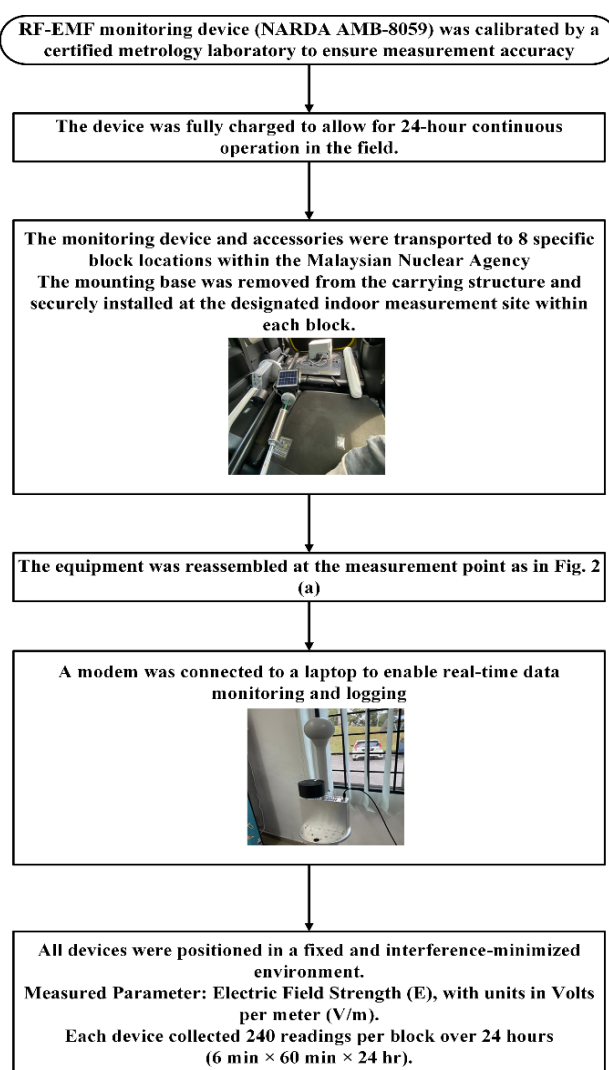 RF-EMF monitoring device (NARDA AMB-8059) was calibrated by a
certified metrology laboratory to ensure measurement accuracy
The device was fully charged to allow for 24-hour continuous
operation in the field.
The monitoring device and accessories were transported to 8 specific
block locations within the Malaysian Nuclear Agency
The mounting base was removed from the carrying structure and
securely installed at the designated indoor measurement site within
each block.
The equipment was reassembled at the measurement point as in Fig. 2
(a)
A modem was connected to a laptop to enable real-time data
monitoring and logging
All devices were positioned in a fixed and interference-minimized
environment.
Measured Parameter: Electric Field Strength (E), with units in Volts
per meter (V/m).
Each device collected 240 readings per block over 24 hours
(6 min × 60 min × 24 hr).